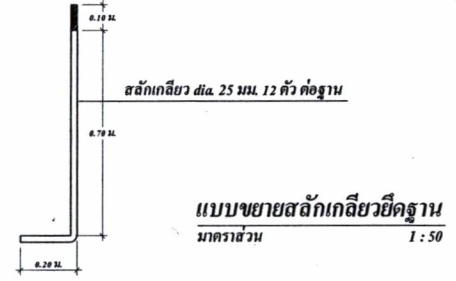 0.10 ม.
สลักเกลียว dia. 25 มม. 12 ตัว ต่อฐาน
0.70 ม.
แบบขยายสลักเกลียวยึดฐาน
มาตราส่วน 1 : 50
0.20 ม.